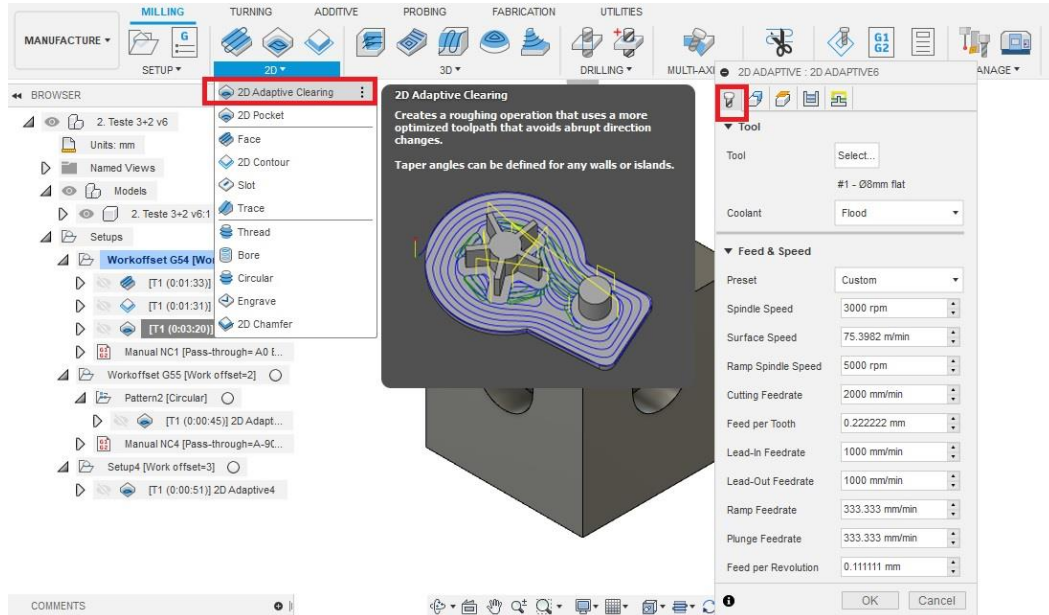 MILLING TURNING ADDITIVE PROBING FABRICATION UTILITIES
MANUFACTURE
G
G1
G2
SETUP 2D 3D DRILLING MULTI-AXI ANAGE
2D ADAPTIVE : 2D ADAPTIVE6
BROWSER
2. Teste 3+2 v6
Units: mm
Named Views
Models
2. Teste 3+2 v6:1
Setups
Workoffset G54 [Wo
[T1 (0:01:33)]
[T1 (0:01:31)]
[T1 (0:03:20)]
Manual NC1 [Pass-through= A0
Workoffset G55 [Work offset=2]
Pattern2 [Circular]
[T1 (0:00:45)] 2D Adapt...
Manual NC4 [Pass-through=A-90...
Setup4 [Work offset=3]
[T1 (0:00:51)] 2D Adaptive4
2D Adaptive Clearing
2D Pocket
Face
2D Contour
Slot
Trace
Thread
Bore
Circular
Engrave
2D Chamfer
2D Adaptive Clearing
Creates a roughing operation that uses a more
optimized toolpath that avoids abrupt direction
changes.
Taper angles can be defined for any walls or islands.
Tool
Tool Select...
#1 - Ø8mm flat
Coolant Flood
Feed & Speed
Preset Custom
Spindle Speed 3000 rpm
Surface Speed 75.3982 m/min
Ramp Spindle Speed 5000 rpm
Cutting Feedrate 2000 mm/min
Feed per Tooth 0.222222 mm
Lead-In Feedrate 1000 mm/min
Lead-Out Feedrate 1000 mm/min
Ramp Feedrate 333.333 mm/min
Plunge Feedrate 333.333 mm/min
Feed per Revolution 0.111111 mm
OK Cancel
COMMENTS